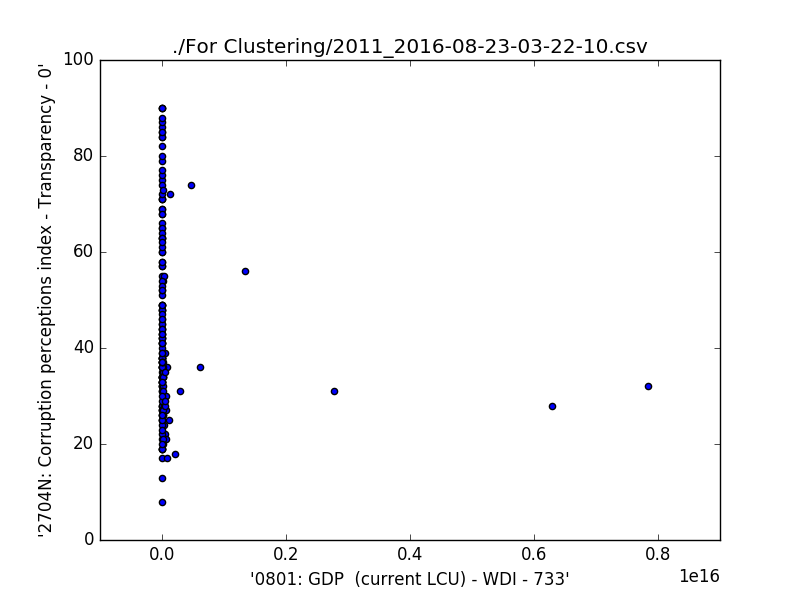 ./For Clustering/2011_2016-08-23-03-22-10.csv
100
80
60
40
20
0
'2704N: Corruption perceptions index - Transparency - 0'
0.0 0.2 0.4 0.6 0.8
1e16
'0801: GDP  (current LCU) - WDI - 733'